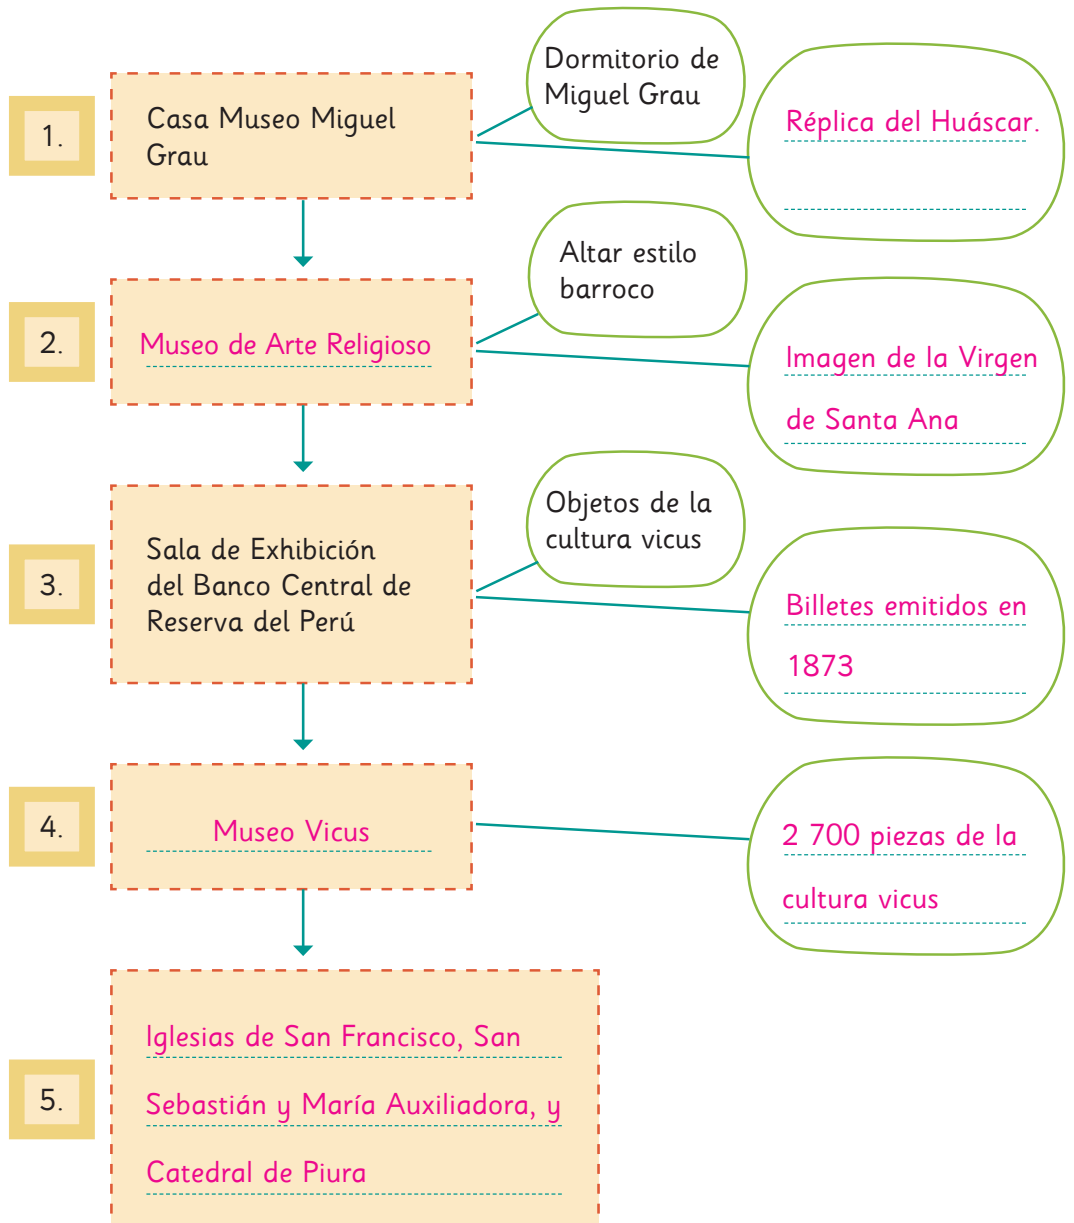 1.
Casa Museo Miguel
Grau
Dormitorio de
Miguel Grau
Réplica del Huáscar.
2.
Museo de Arte Religioso
Altar estilo
barroco
Imagen de la Virgen
de Santa Ana
3.
Sala de Exhibición
del Banco Central de
Reserva del Perú
Objetos de la
cultura vicus
Billetes emitidos en
1873
4.
Museo Vicus
2 700 piezas de la
cultura vicus
5.
Iglesias de San Francisco, San
Sebastián y María Auxiliadora, y
Catedral de Piura